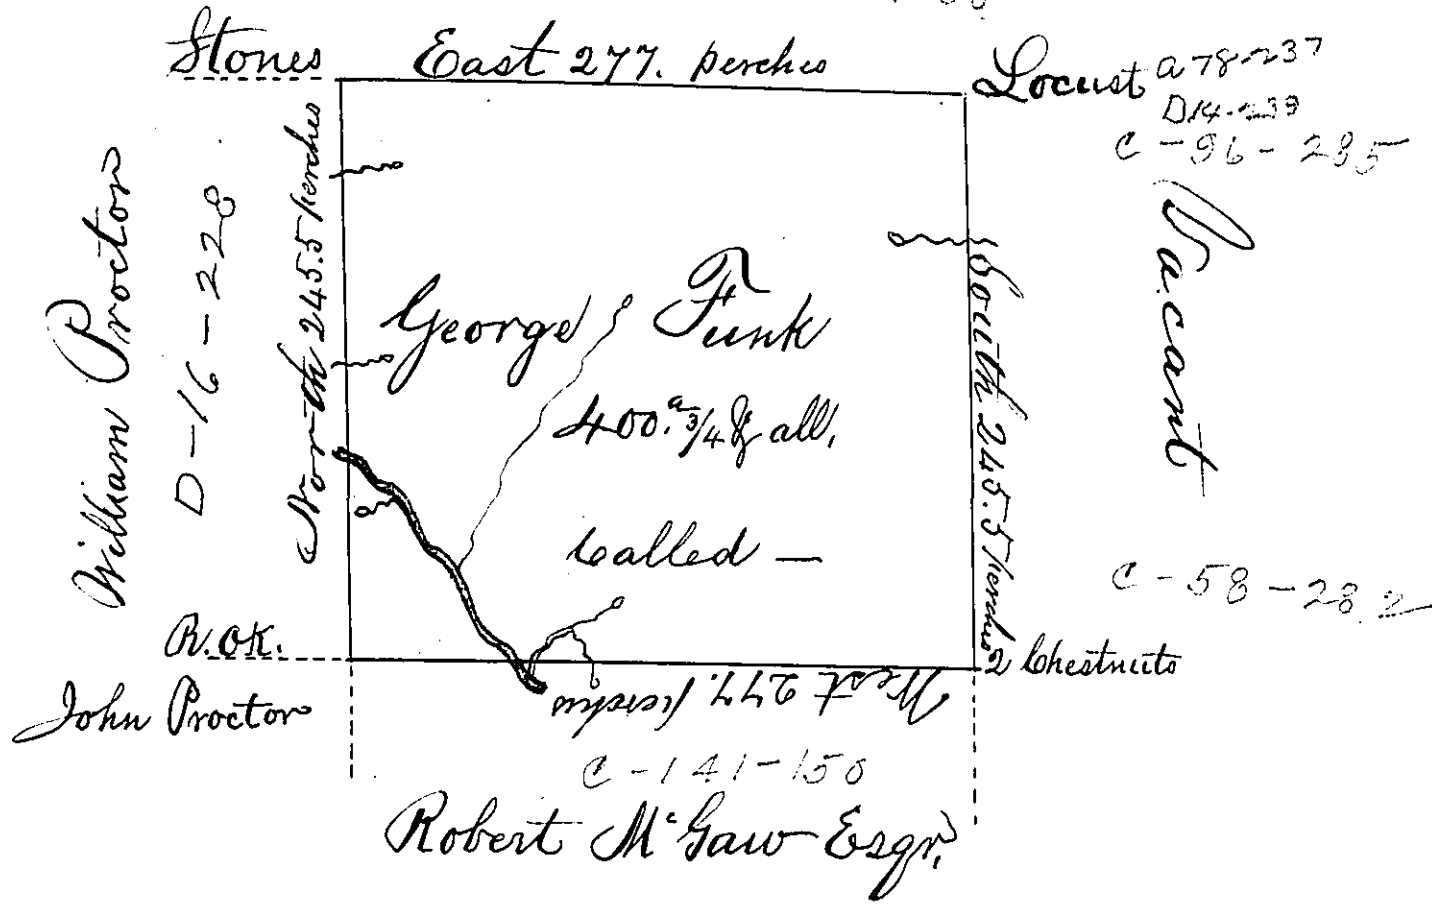 Stones
East 277. perches
Locust
a78-237
D14-239
C-96-285
William Proctor
D-16-228
North 245.5 perches
George Funk
400.a 3/4 & all.
Called —
South 245.5 perches
Vacant
C-58-282
R.OK.
2 Chestnuts
John Proctor
West 277. perches
C-141-150
Robert McGaw Esqr.